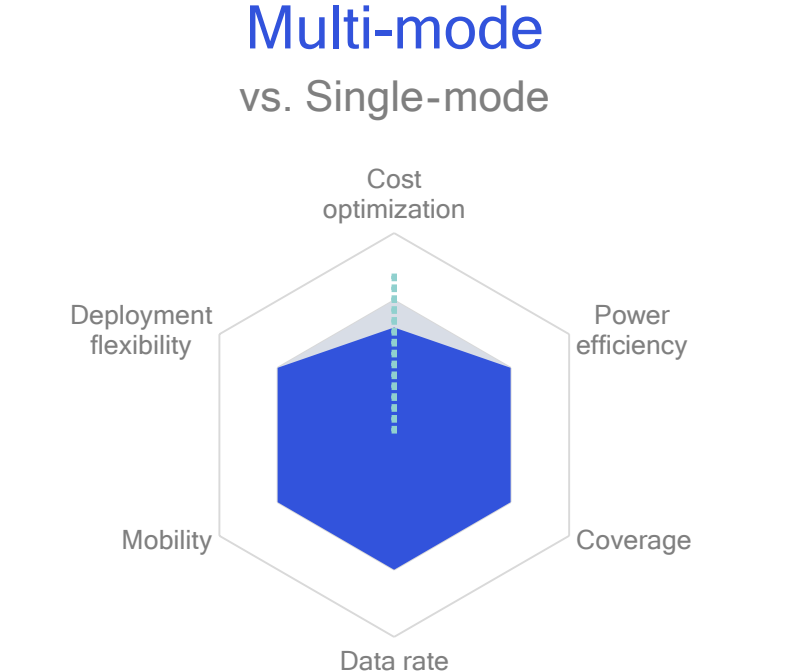 Multi-mode
vs. Single-mode
Cost
optimization
Deployment
flexibility
Power
efficiency
Mobility
Coverage
Data rate